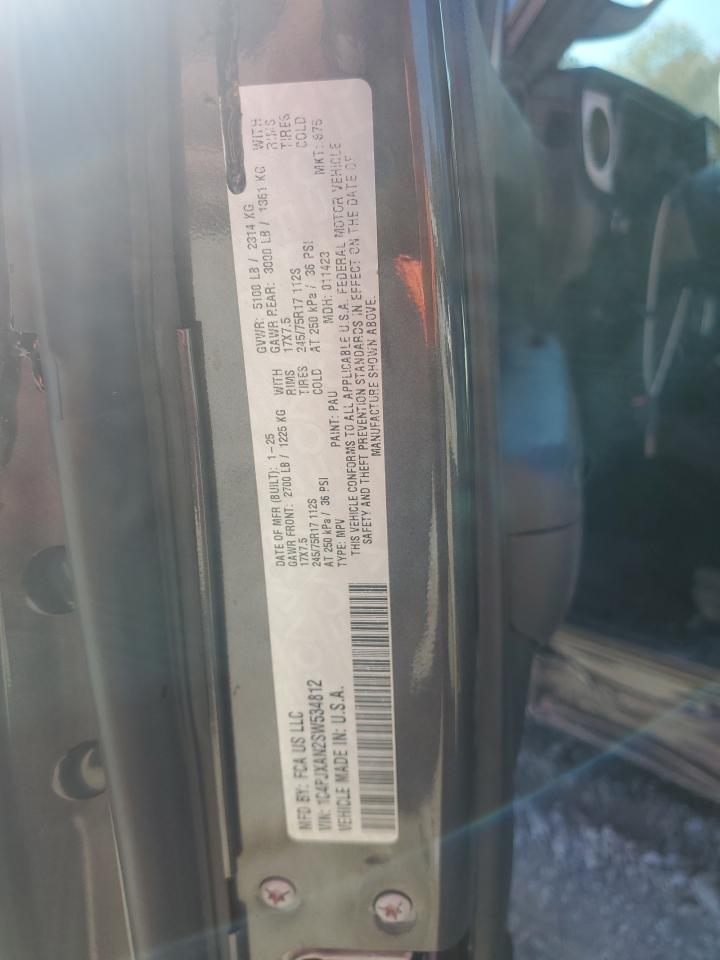 MFD BY: FCA US LLC
VIN: 1C4PJXAN2SW534812
VEHICLE MADE IN: U.S.A.
DATE OF MFR (BUILT): 1-25 GVWR: 5100 LB / 2314 KG
GAWR FRONT: 2700 LB / 1225 KG WITH GAWR REAR: 3000 LB / 1361 KG WITH
17X7.5 RIMS 17X7.5 RIMS
245/75R17 112S TIRES 245/75R17 112S TIRES
AT 250 kPa / 36 PSI COLD AT 250 kPa / 36 PSI COLD
TYPE: MPV PAINT: PAU MDH: 011423 MKT: 875
THIS VEHICLE CONFORMS TO ALL APPLICABLE U.S.A. FEDERAL MOTOR VEHICLE
SAFETY AND THEFT PREVENTION STANDARDS IN EFFECT ON THE DATE OF
MANUFACTURE SHOWN ABOVE.